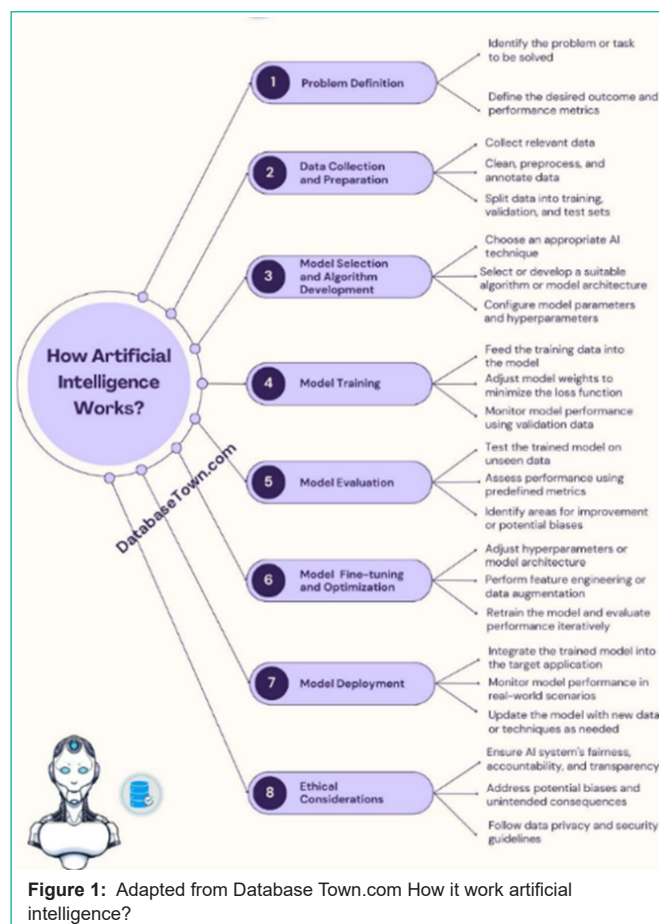 How Artificial
Intelligence
Works?
DatabaseTown.com
1
Problem Definition
Identify the problem or task
to be solved
Define the desired outcome and
performance metrics
2
Data Collection
and Preparation
Collect relevant data
Clean, preprocess, and
annotate data
Split data into training,
validation, and test sets
3
Model Selection
and Algorithm
Development
Choose an appropriate AI
technique
Select or develop a suitable
algorithm or model architecture
Configure model parameters
and hyperparameters
4
Model Training
Feed the training data into
the model
Adjust model weights to
minimize the loss function
Monitor model performance
using validation data
5
Model Evaluation
Test the trained model on
unseen data
Assess performance using
predefined metrics
Identify areas for improvement
or potential biases
6
Model Fine-tuning
and Optimization
Adjust hyperparameters or
model architecture
Perform feature engineering or
data augmentation
Retrain the model and evaluate
performance iteratively
7
Model Deployment
Integrate the trained model into
the target application
Monitor model performance in
real-world scenarios
Update the model with new data
or techniques as needed
8
Ethical
Considerations
Ensure AI system's fairness,
accountability, and transparency
Address potential biases and
unintended consequences
Follow data privacy and security
guidelines
Figure 1: Adapted from Database Town.com How it work artificial
intelligence?